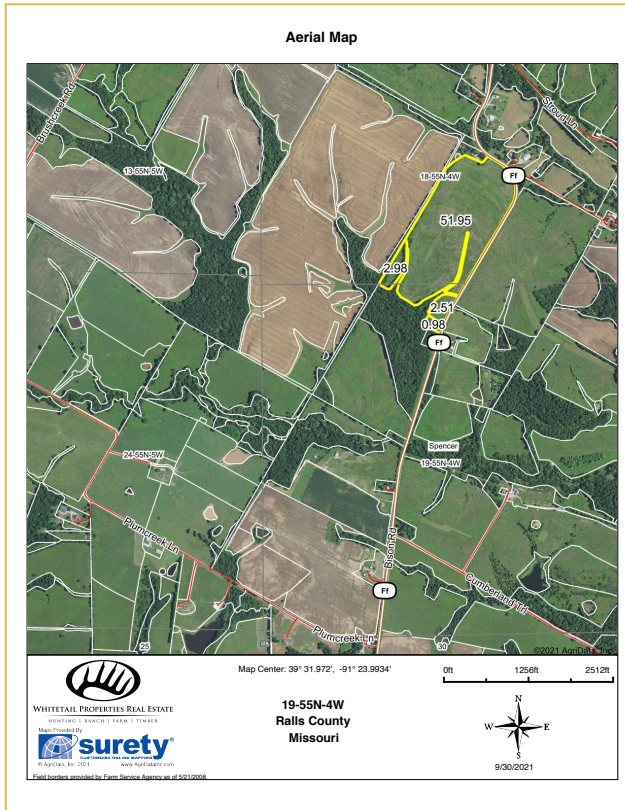 Aerial Map
Brushcreek Rd
Stroud Ln
13-55N-5W
18-55N-4W
Ff
51.95
2.98
2.51
0.98
Ff
Spencer
19-55N-4W
24-55N-5W
Plumcreek Ln
Bison Rd
Cumberland Trl
Ff
Plumcreek Ln
25
30
©2021 AgriData, Inc.
Map Center: 39° 31.972', -91° 23.9934'
0ft 1256ft 2512ft
WHITETAIL PROPERTIES REAL ESTATE
HUNTING | RANCH | FARM | TIMBER
Maps Provided By
surety®
CUSTOMIZED ONLINE MAPPING
© AgriData, Inc. 2021 www.AgriDataInc.com
19-55N-4W
Ralls County
Missouri
N
W E
S
9/30/2021
Field borders provided by Farm Service Agency as of 5/21/2008.